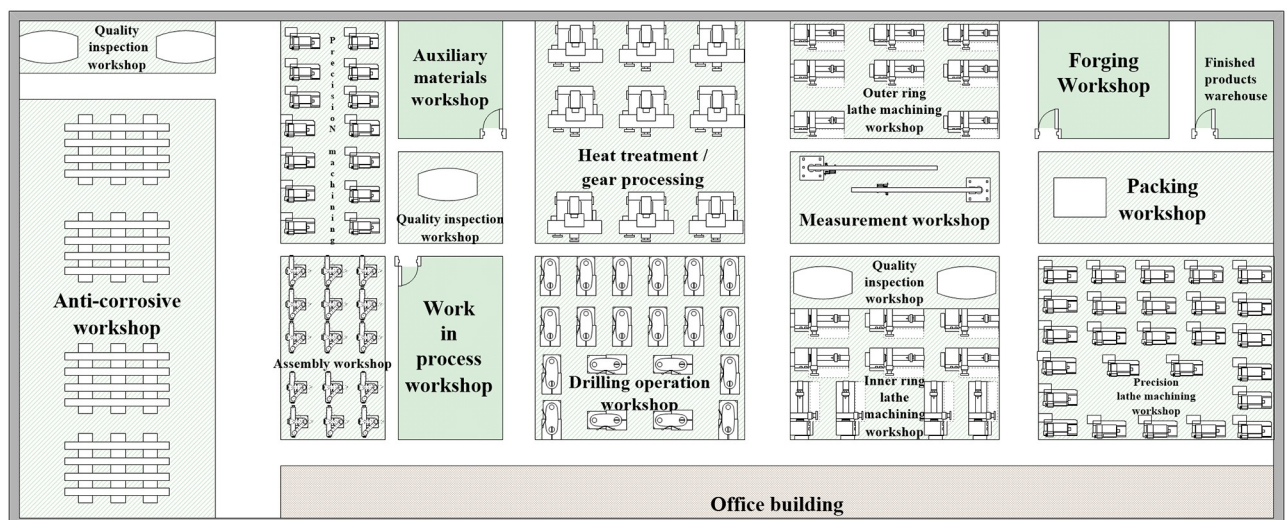 Quality
inspection
workshop
Anti-corrosive
workshop
Precision machining
Auxiliary
materials
workshop
Quality inspection
workshop
Assembly workshop
Work
in
process
workshop
Heat treatment /
gear processing
Drilling operation
workshop
Outer ring
lathe machining
workshop
Measurement workshop
Quality
inspection
workshop
Inner ring
lathe
machining
workshop
Forging
Workshop
Finished
products
warehouse
Packing
workshop
Precision
lathe machining
workshop
Office building